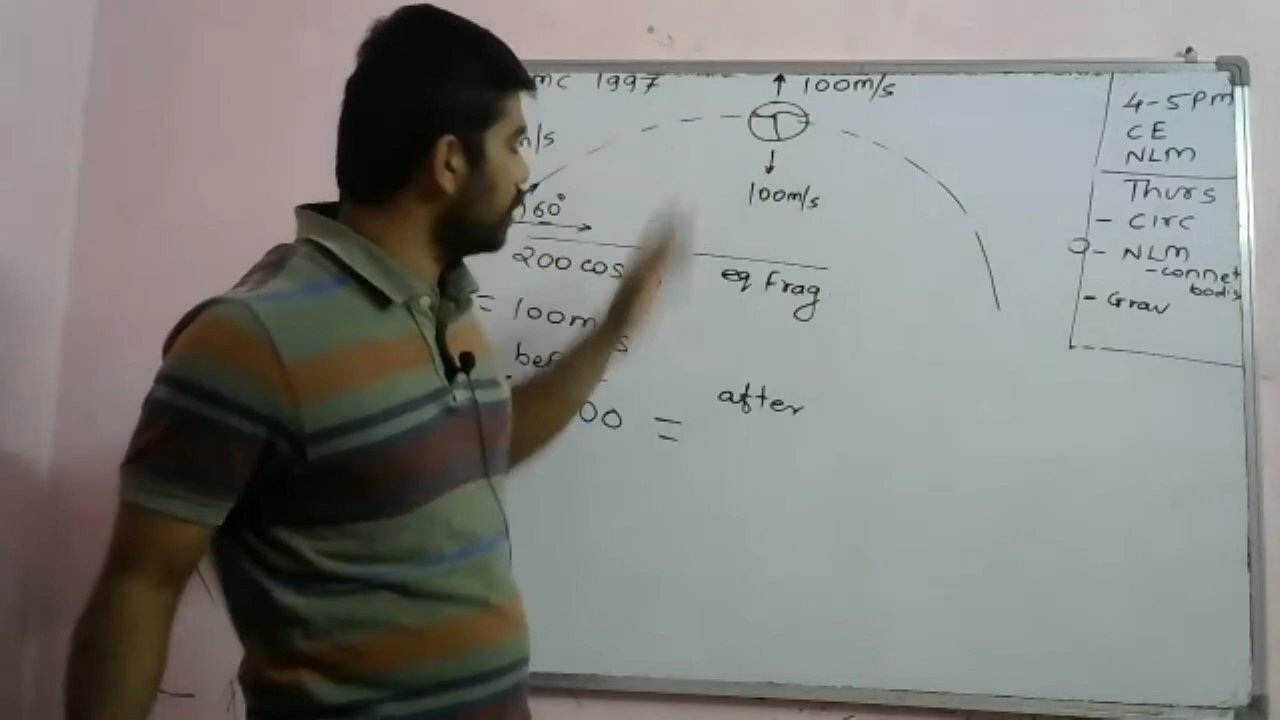 mc 1997
100m/s
m/s
100m/s
60°
200 cos
eq Frag
= 100m/s
after
00 =
4-5Pm
CE
NLM
Thurs
- Circ
- NLM
-connet
bodis
- Grav